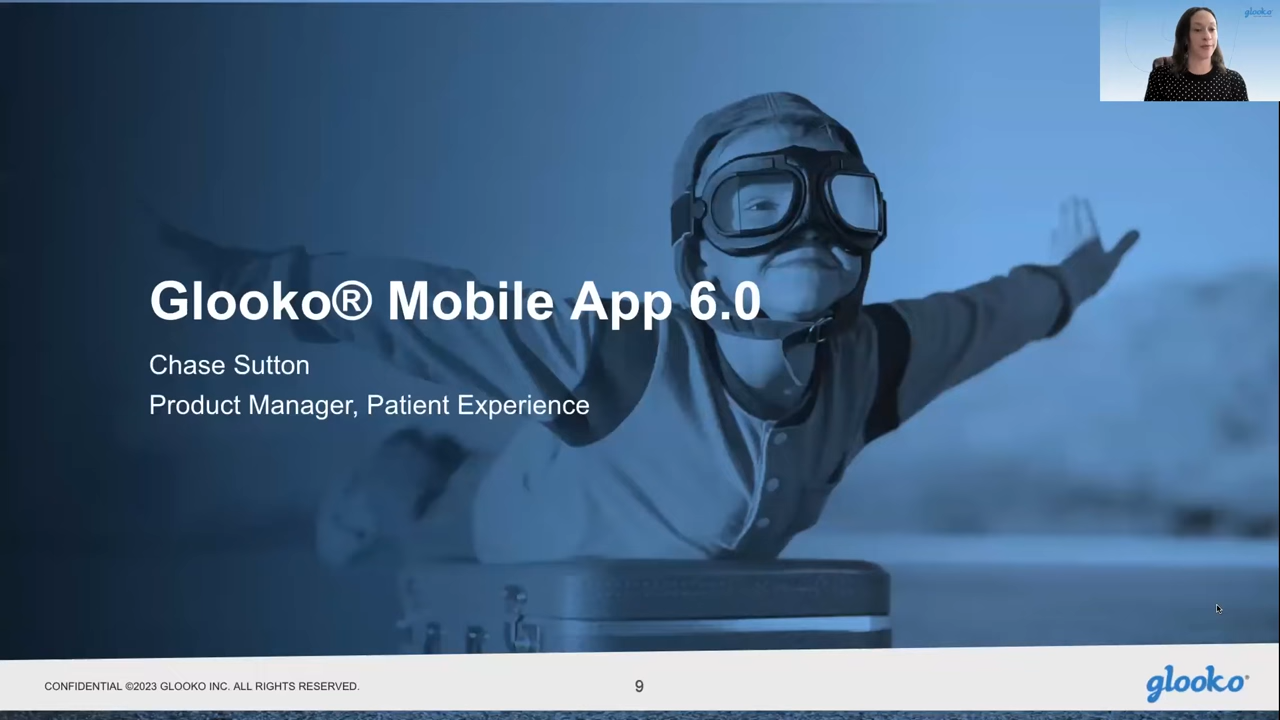 glooko
Glooko® Mobile App 6.0
Chase Sutton
Product Manager, Patient Experience
CONFIDENTIAL ©2023 GLOOKO INC. ALL RIGHTS RESERVED.
9
glooko®